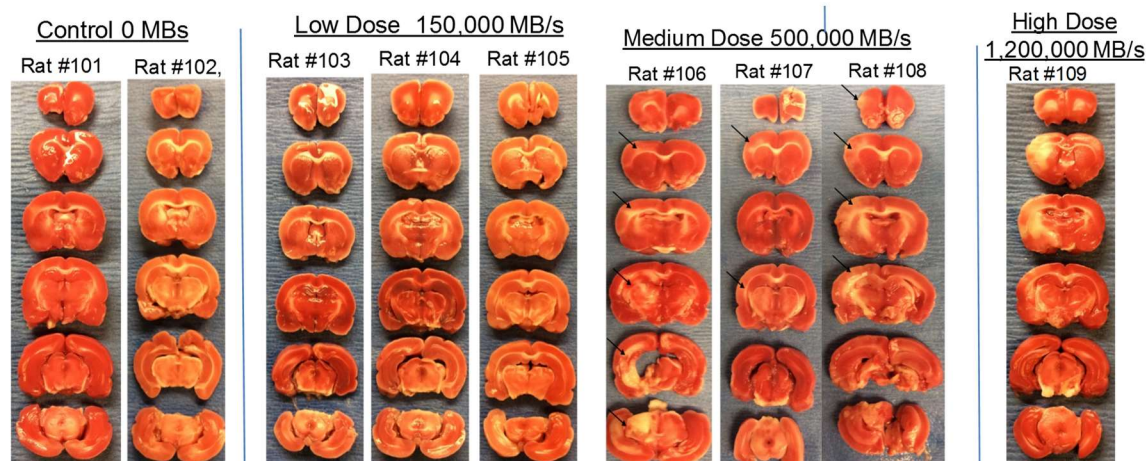 Control 0 MBs
Rat #101
Rat #102,
Low Dose 150,000 MB/s
Rat #103
Rat #104
Rat #105
Medium Dose 500,000 MB/s
Rat #106
Rat #107
Rat #108
High Dose
1,200,000 MB/s
Rat #109